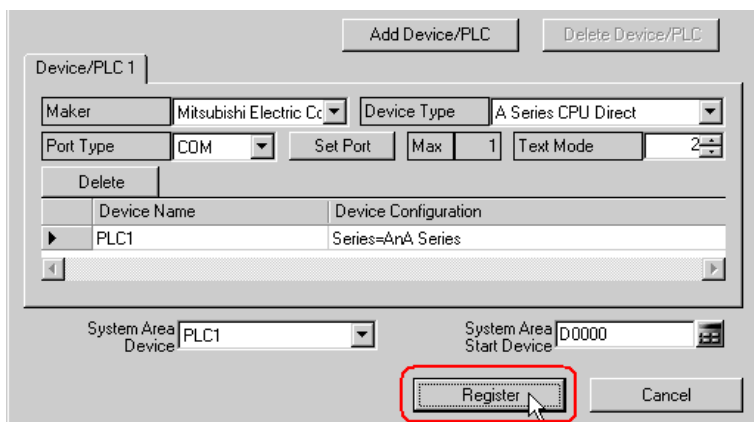 Add Device/PLC Delete Device/PLC
Device/PLC 1
Maker Mitsubishi Electric Co Device Type A Series CPU Direct
Port Type COM Set Port Max 1 Text Mode 2
Delete
Device Name Device Configuration
PLC1 Series=AnA Series
System Area Device PLC1 System Area Start Device D0000
Register Cancel